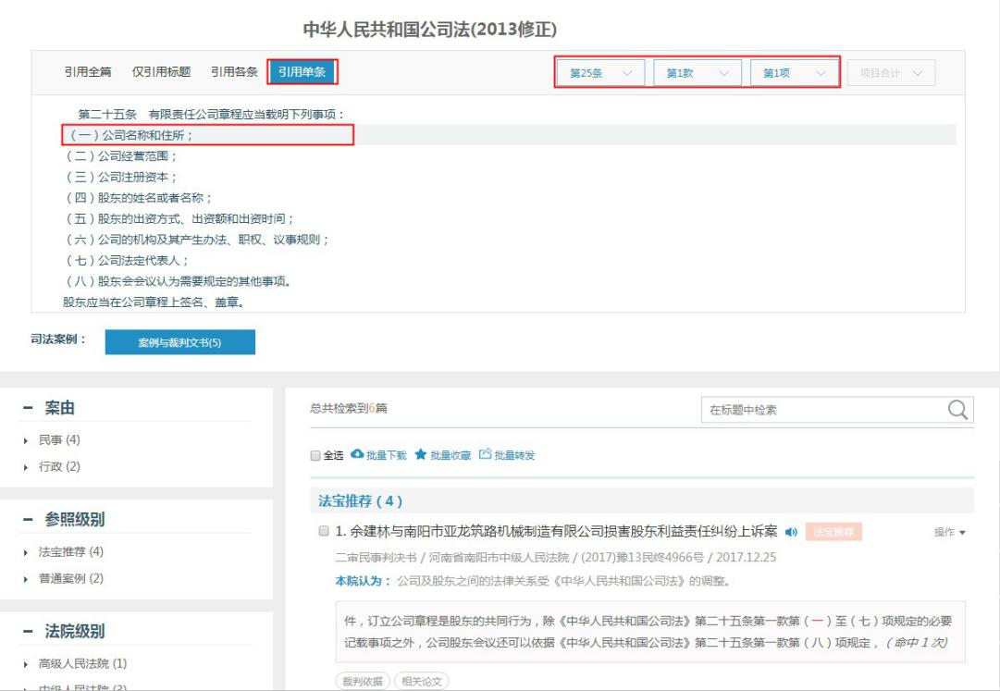 中华人民共和国公司法(2013修正)
引用全篇 仅引用标题 引用各条 引用单条 第25条 第1款 第1项 项目合计
第二十五条 有限责任公司章程应当载明下列事项：
（一）公司名称和住所；
（二）公司经营范围；
（三）公司注册资本；
（四）股东的姓名或者名称；
（五）股东的出资方式、出资额和出资时间；
（六）公司的机构及其产生办法、职权、议事规则；
（七）公司法定代表人；
（八）股东会会议认为需要规定的其他事项。
股东应当在公司章程上签名、盖章。
司法案例： 案例与裁判文书(5)
案由
民事 (4)
行政 (2)
参照级别
法宝推荐 (4)
普通案例 (2)
法院级别
高级人民法院 (1)
中级人民法院 (3)
总共检索到6篇 在标题中检索
全选 批量下载 批量收藏 批量转发
法宝推荐（4）
1. 余建林与南阳市亚龙筑路机械制造有限公司损害股东利益责任纠纷上诉案 法宝推荐 操作
二审民事判决书 / 河南省南阳市中级人民法院 / (2017)豫13民终4966号 / 2017.12.25
本院认为： 公司及股东之间的法律关系受《中华人民共和国公司法》的调整。
件，订立公司章程是股东的共同行为，除《中华人民共和国公司法》第二十五条第一款第（一）至（七）项规定的必要
记载事项之外，公司股东会议还可以依据《中华人民共和国公司法》第二十五条第一款第（八）项规定，（命中 1 次）
裁判依据 相关论文